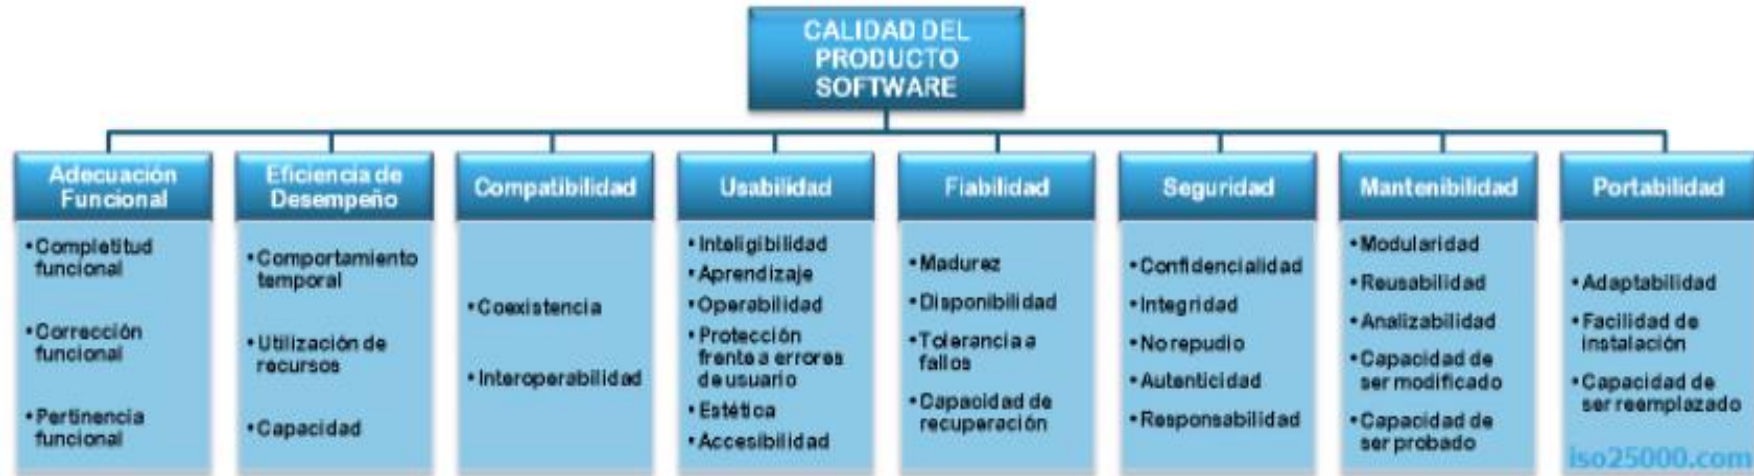 CALIDAD DEL
PRODUCTO
SOFTWARE
Adecuación
Funcional
• Completitud
funcional
• Corrección
funcional
• Pertinencia
funcional
Eficiencia de
Desempeño
• Comportamiento
temporal
• Utilización de
recursos
• Capacidad
Compatibilidad
• Coexistencia
• Interoperabilidad
Usabilidad
• Inteligibilidad
• Aprendizaje
• Operabilidad
• Protección
frente a errores
de usuario
• Estética
• Accesibilidad
Fiabilidad
• Madurez
• Disponibilidad
• Tolerancia a
fallos
• Capacidad de
recuperación
Seguridad
• Confidencialidad
• Integridad
• No repudio
• Autenticidad
• Responsabilidad
Mantenibilidad
• Modularidad
• Reusabilidad
• Analizabilidad
• Capacidad de
ser modificado
• Capacidad de
ser probado
Portabilidad
• Adaptabilidad
• Facilidad de
instalación
• Capacidad de
ser reemplazado
iso25000.com